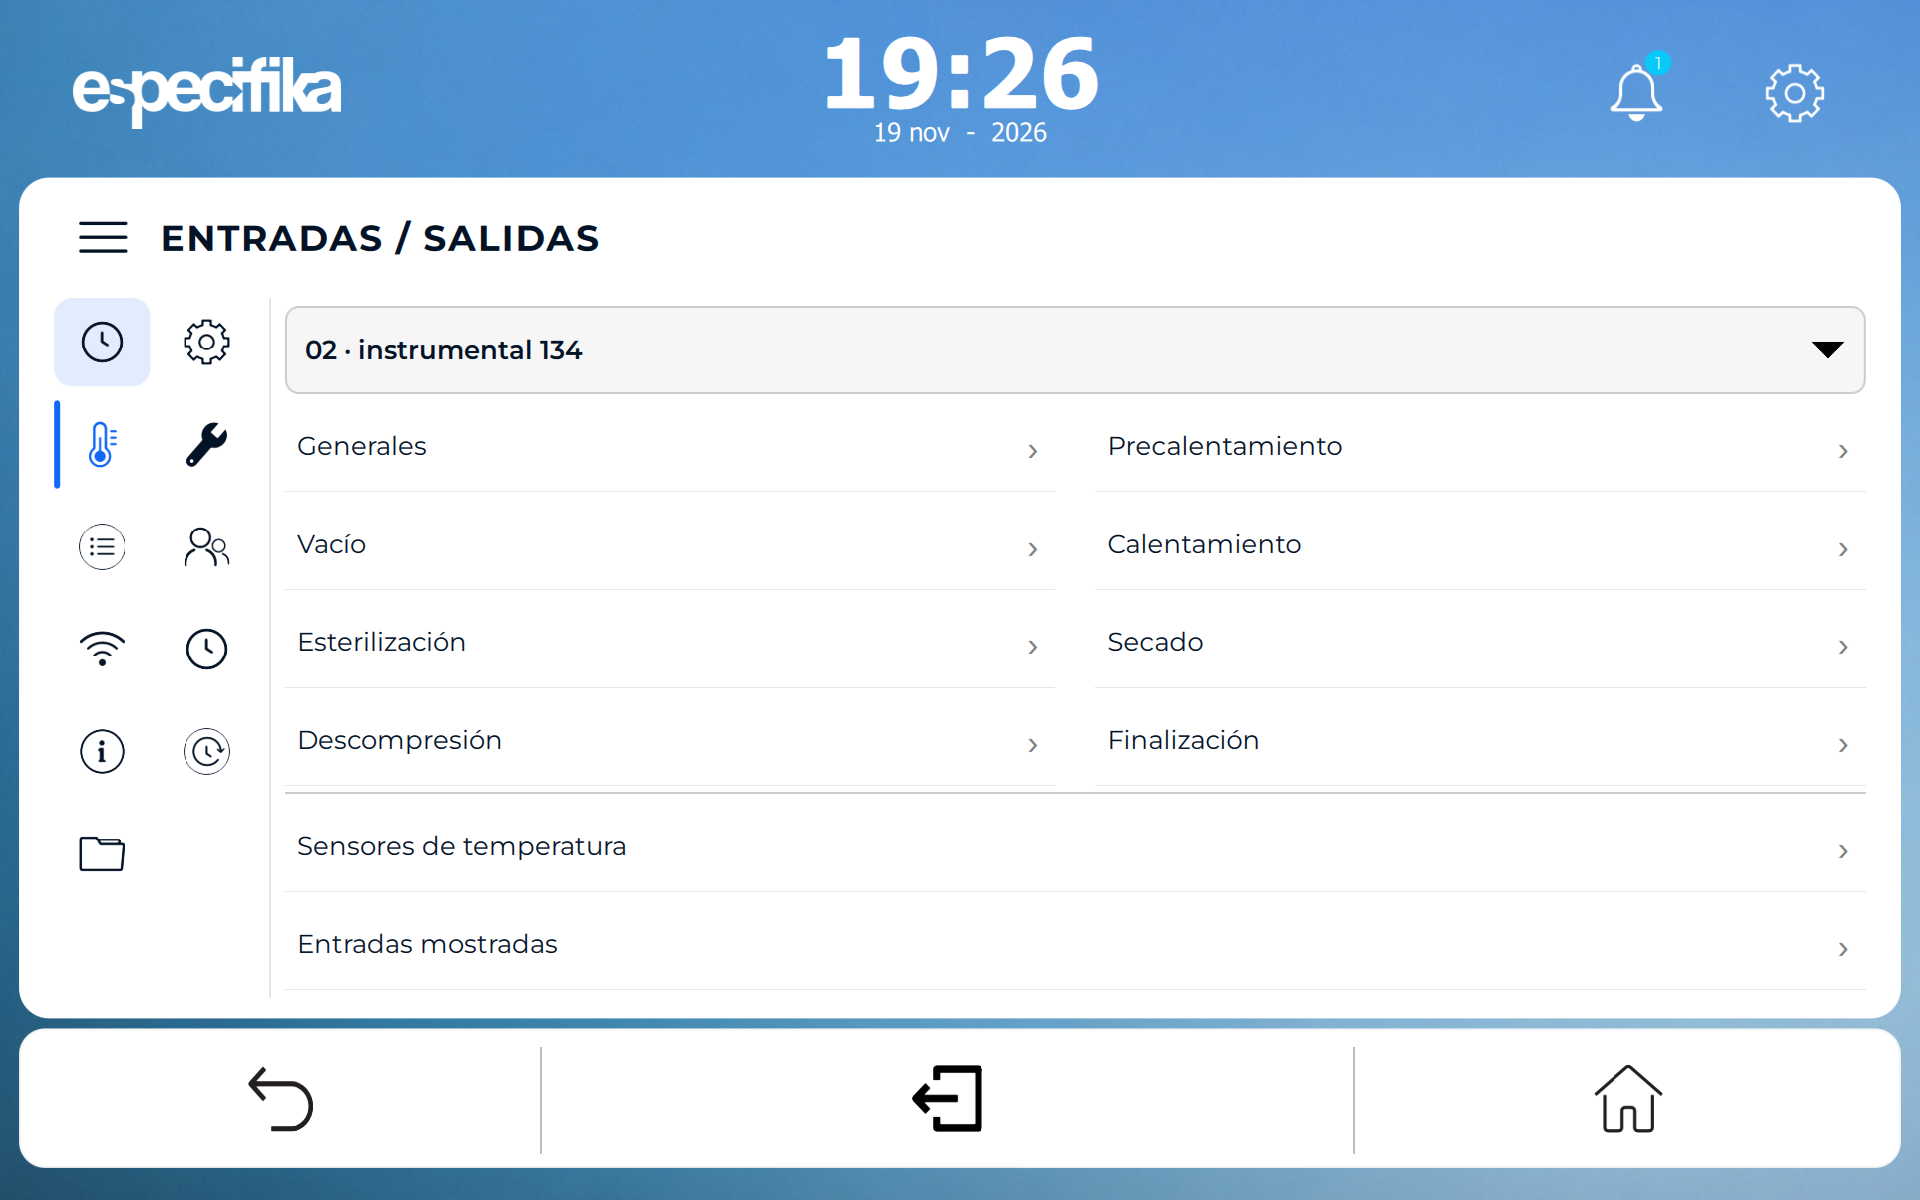 especifika
19:26
19 nov - 2026
1
ENTRADAS / SALIDAS
02 · instrumental 134
Generales
Precalentamiento
Vacío
Calentamiento
Esterilización
Secado
Descompresión
Finalización
Sensores de temperatura
Entradas mostradas